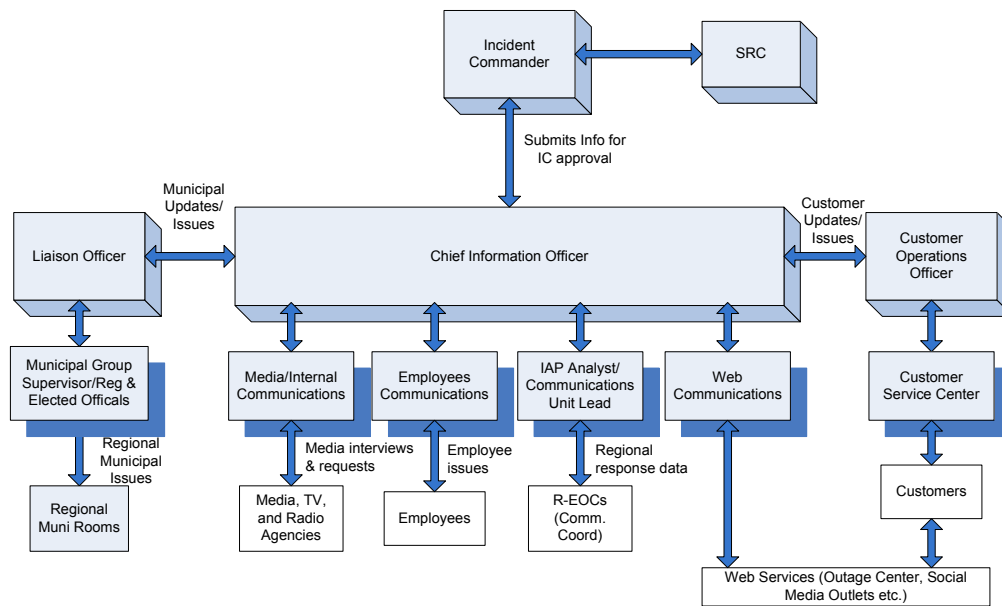 Incident
Commander
SRC
Submits Info for
IC approval
Municipal
Updates/
Issues
Customer
Updates/
Issues
Liaison Officer
Chief Information Officer
Customer
Operations
Officer
Municipal Group
Supervisor/Reg &
Elected Officals
Media/Internal
Communications
Employees
Communications
IAP Analyst/
Communications
Unit Lead
Web
Communications
Customer
Service Center
Regional
Municipal
Issues
Media interviews
& requests
Employee
issues
Regional
response data
Regional
Muni Rooms
Media, TV,
and Radio
Agencies
Employees
R-EOCs
(Comm.
Coord)
Customers
Web Services (Outage Center, Social
Media Outlets etc.)